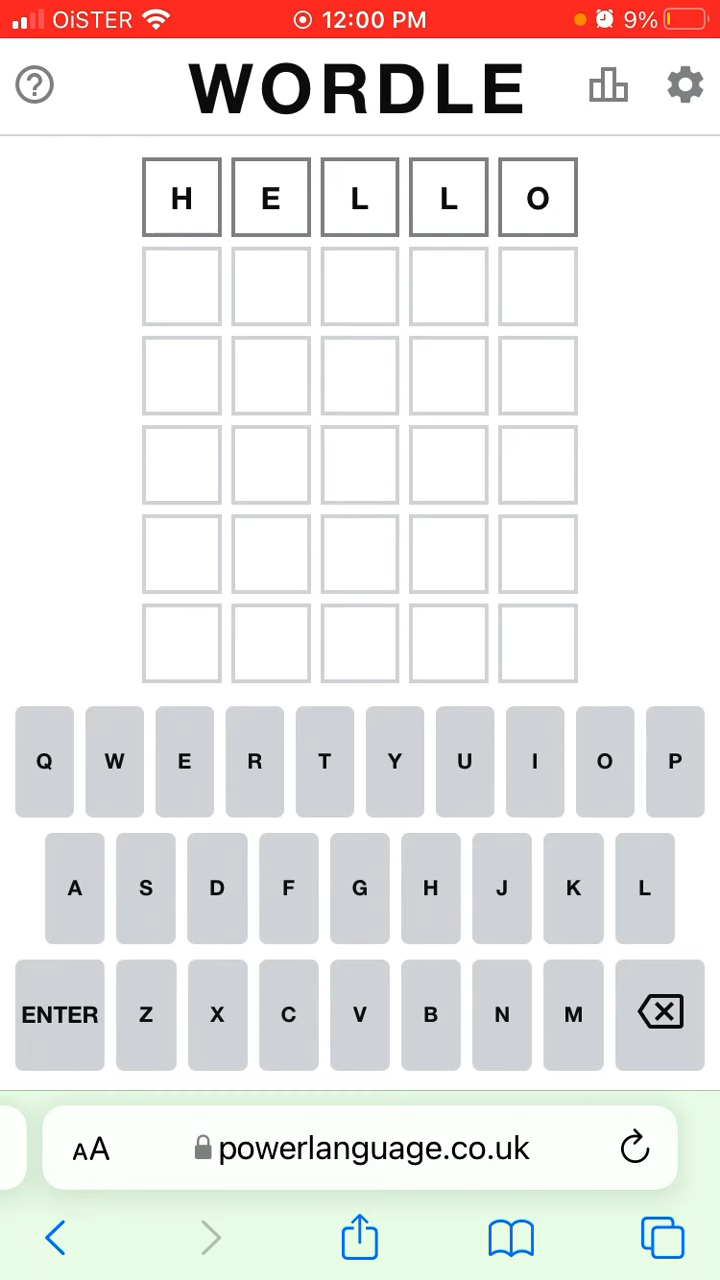 OiSTER 12:00 PM 9%
WORDLE
H E L L O
Q W E R T Y U I O P
A S D F G H J K L
ENTER Z X C V B N M
AA powerlanguage.co.uk